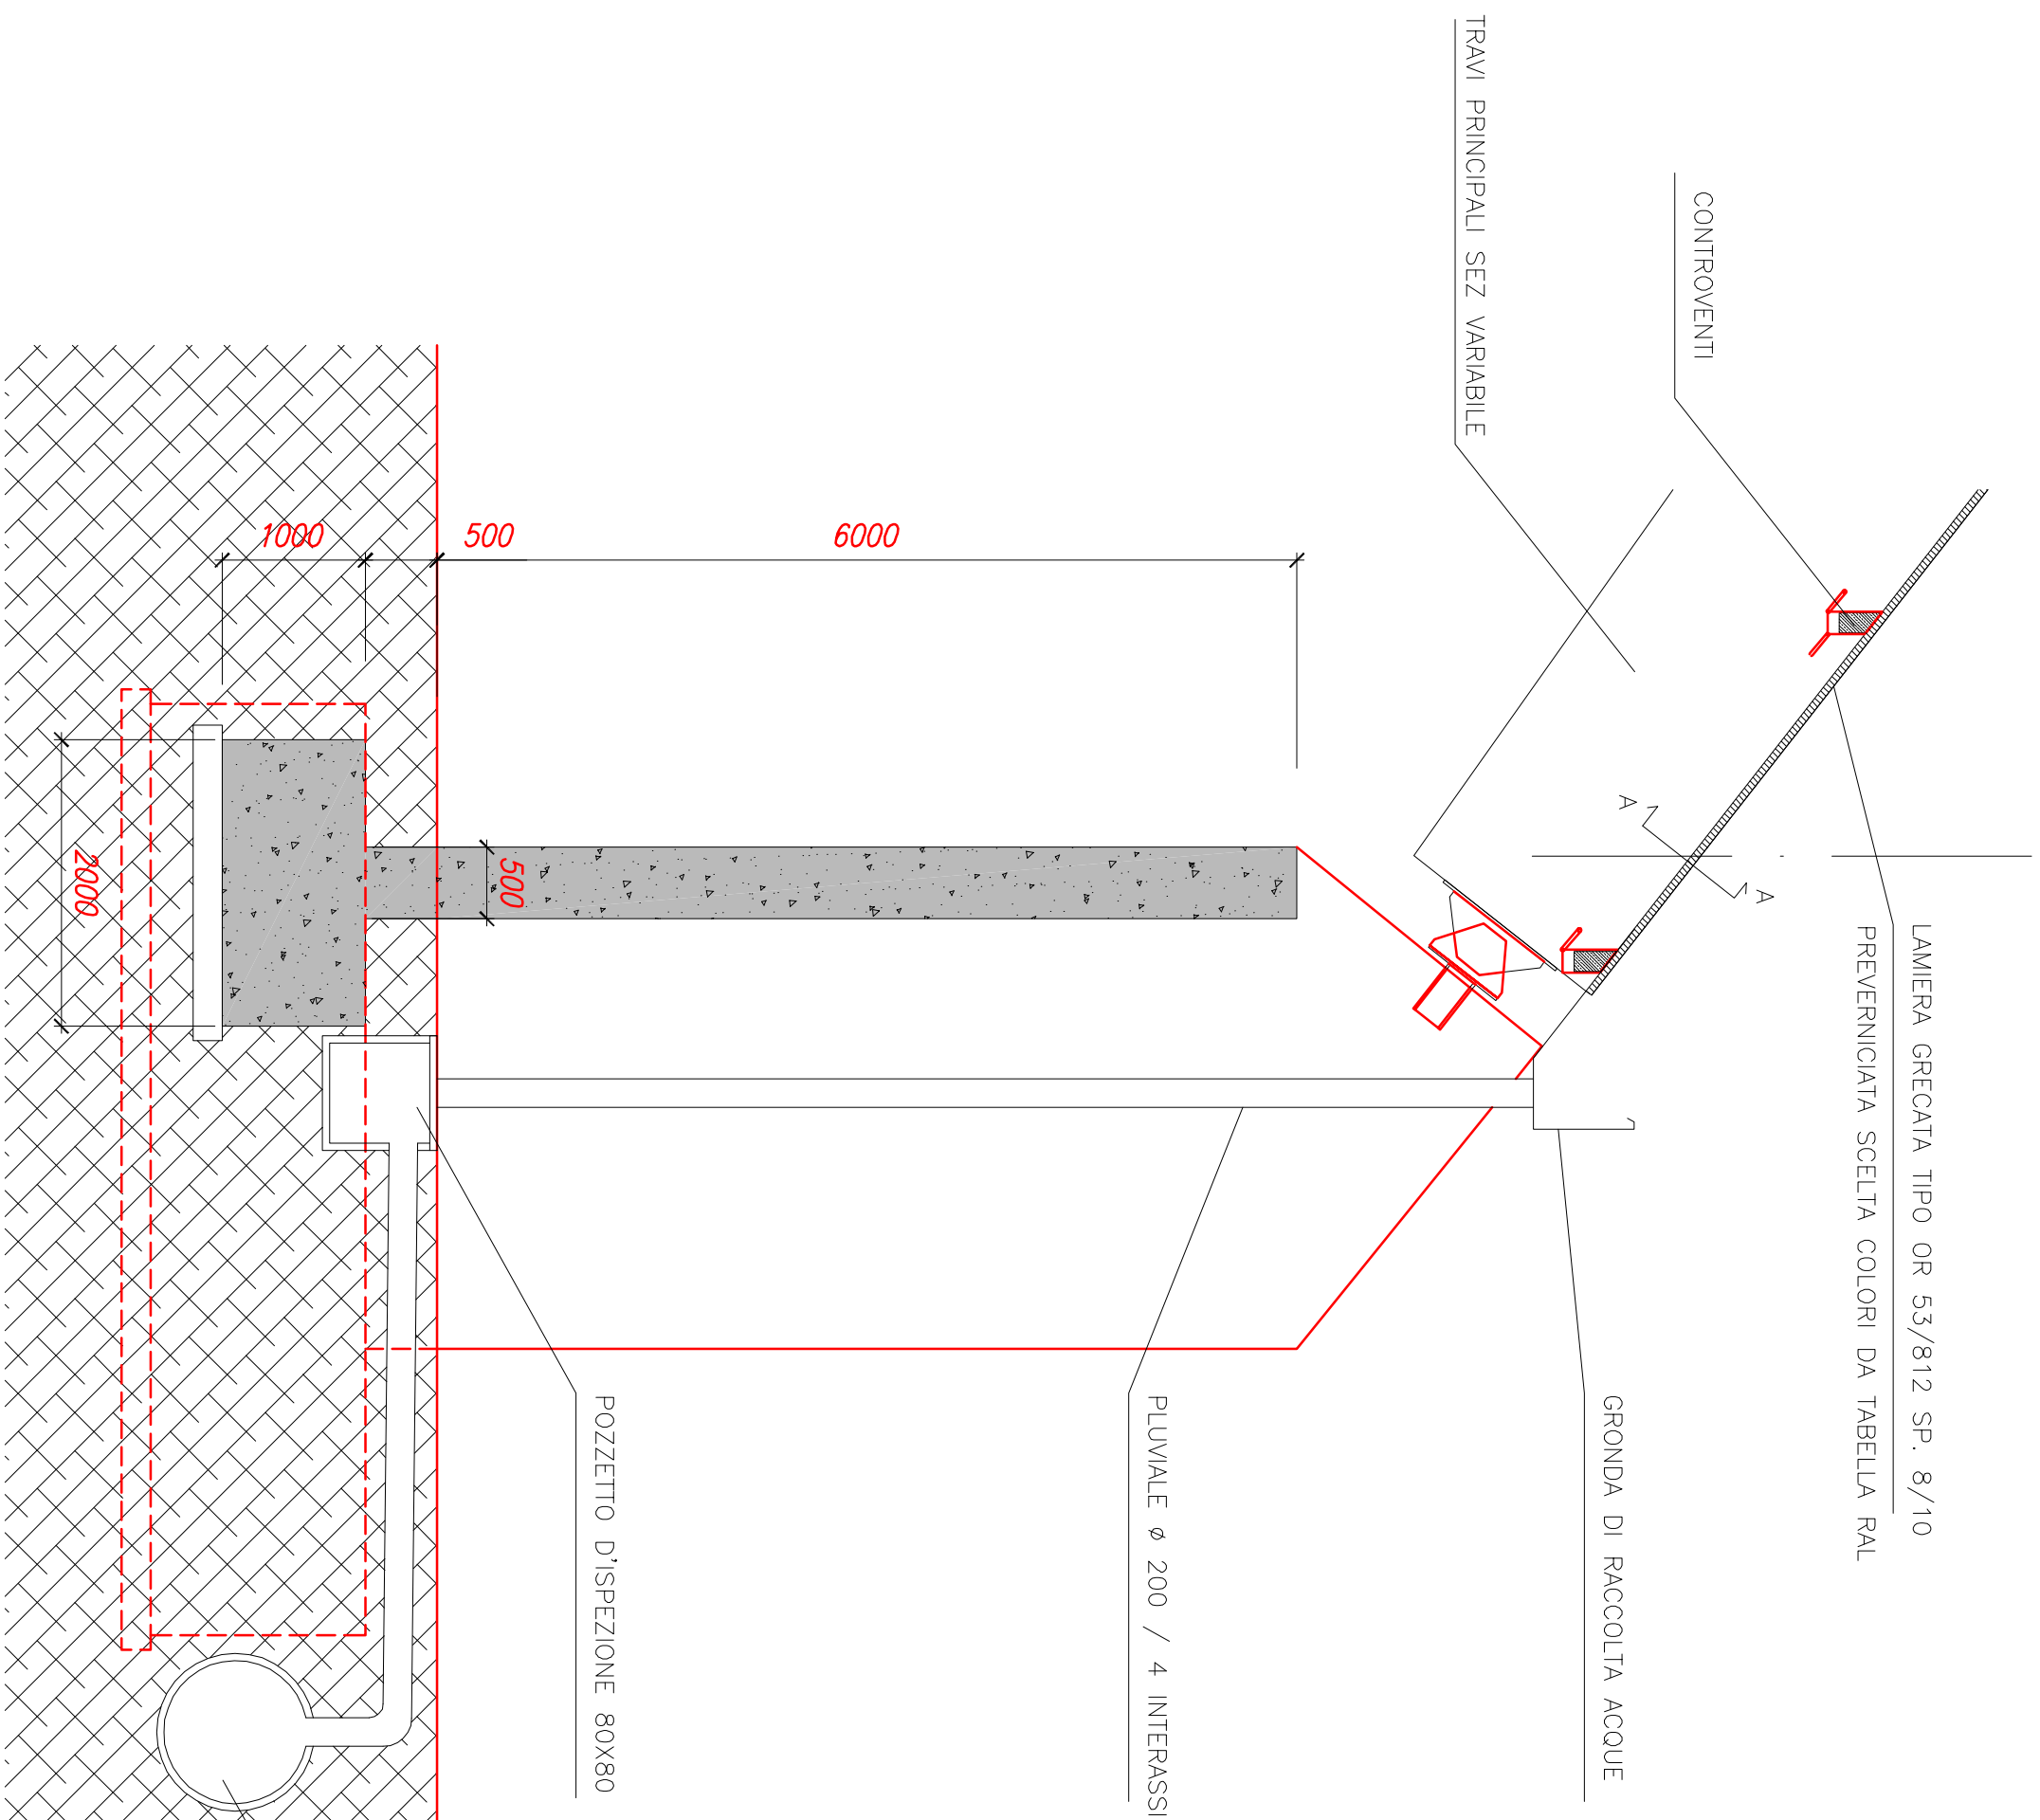 LAMIERA GRECATA TIPO OR 53/812 SP. 8/10
PREVERNICIATA SCELTA COLORI DA TABELLA RAL
CONTROVENTI
A
A
GRONDA DI RACCOLTA ACQUE
TRAVI PRINCIPALI SEZ VARIABILE
PLUVIALE Ø 200 / 4 INTERASSI
6000
POZZETTO D'ISPEZIONE 80X80
500
500
1000
2000